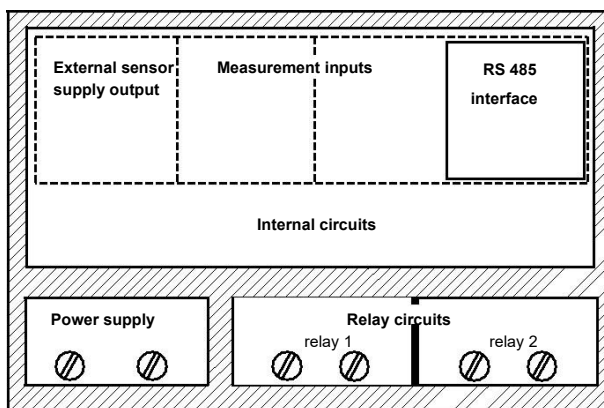 External sensor
supply output
Measurement inputs
RS 485
interface
Internal circuits
Power supply
Relay circuits
relay 1
relay 2